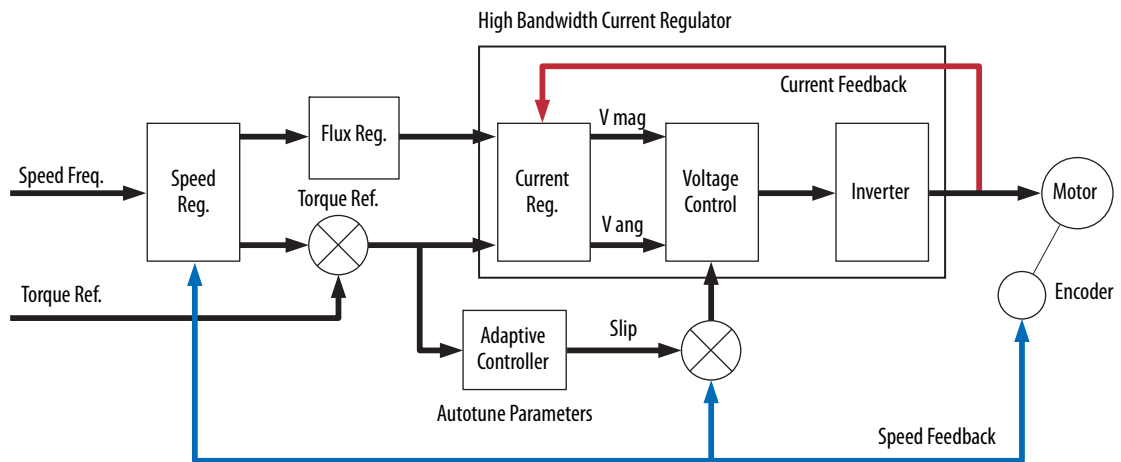 High Bandwidth Current Regulator
Current Feedback
V mag
Flux Reg.
Speed Freq.
Speed
Reg.
Torque Ref.
Current
Reg.
Voltage
Control
Inverter
Motor
V ang
Torque Ref.
Encoder
Adaptive
Controller
Slip
Autotune Parameters
Speed Feedback